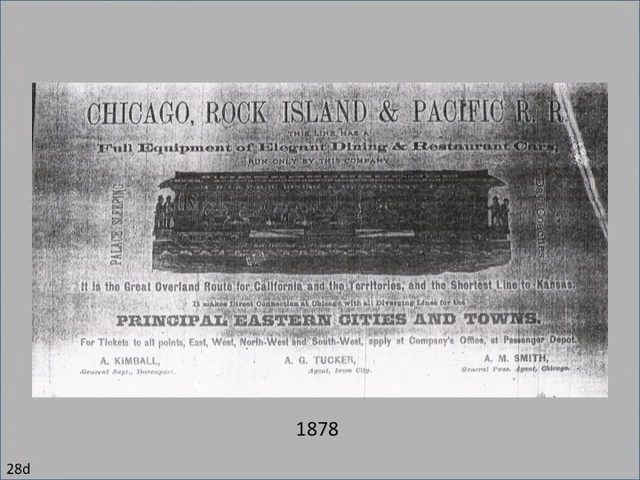 CHICAGO, ROCK ISLAND & PACIFIC R. R.
THIS LINE HAS A
Full Equipment of Elegant Dining & Restaurant Cars,
RUN ONLY BY THIS COMPANY
PALACE SLEEPING
It is the Great Overland Route for California and the Territories, and the Shortest Line to Kansas.
It makes Direct Connection at Chicago with all Diverging Lines for the
PRINCIPAL EASTERN CITIES AND TOWNS.
For Tickets to all points, East, West, North-West and South-West, apply at Company's Office, at Passenger Depot.
A. KIMBALL,
General Supt., Davenport.
A. G. TUCKER,
Agent, Iowa City.
A. M. SMITH,
General Pass. Agent, Chicago.
1878
28d